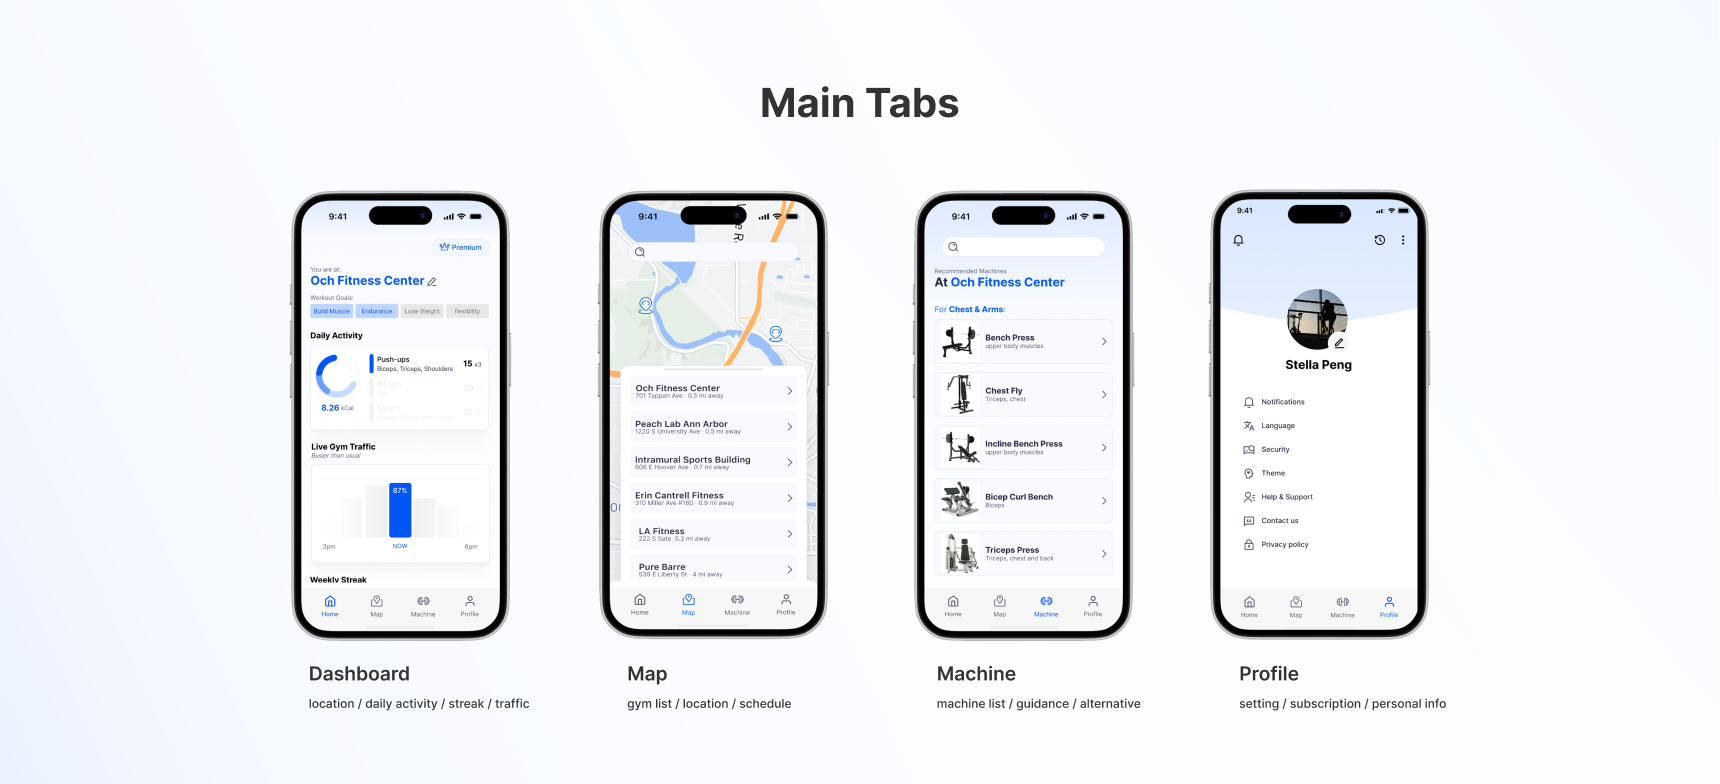 Main Tabs
9:41
Premium
You are at:
Och Fitness Center
Workout Goals:
Build Muscle
Endurance
Lose Weight
flexibility
Daily Activity
Push-ups
Biceps, Triceps, Shoulders
15 x3
20
12
8.26 kCal
Live Gym Traffic
Busier than usual
87%
3pm
NOW
6pm
Weekly Streak
Home
Map
Machine
Profile
Dashboard
location / daily activity / streak / traffic
9:41
Och Fitness Center
701 Tappan Ave · 0.5 mi away
Peach Lab Ann Arbor
1220 S University Ave · 0.5 mi away
Intramural Sports Building
606 E Hoover Ave · 0.7 mi away
Erin Cantrell Fitness
310 Miller Ave #180 · 0.9 mi away
LA Fitness
222 S Sate 5.3 mi away
Pure Barre
539 E Liberty St · 4 mi away
Home
Map
Machine
Profile
Map
gym list / location / schedule
9:41
Recommended Machines
At Och Fitness Center
For Chest & Arms:
Bench Press
upper body muscles
Chest Fly
Triceps, chest
Incline Bench Press
upper body muscles
Bicep Curl Bench
Biceps
Triceps Press
Triceps, chest and back
Home
Map
Machine
Profile
Machine
machine list / guidance / alternative
9:41
Stella Peng
Notifications
Language
Security
Theme
Help & Support
Contact us
Privacy policy
Home
Map
Machine
Profile
Profile
setting / subscription / personal info